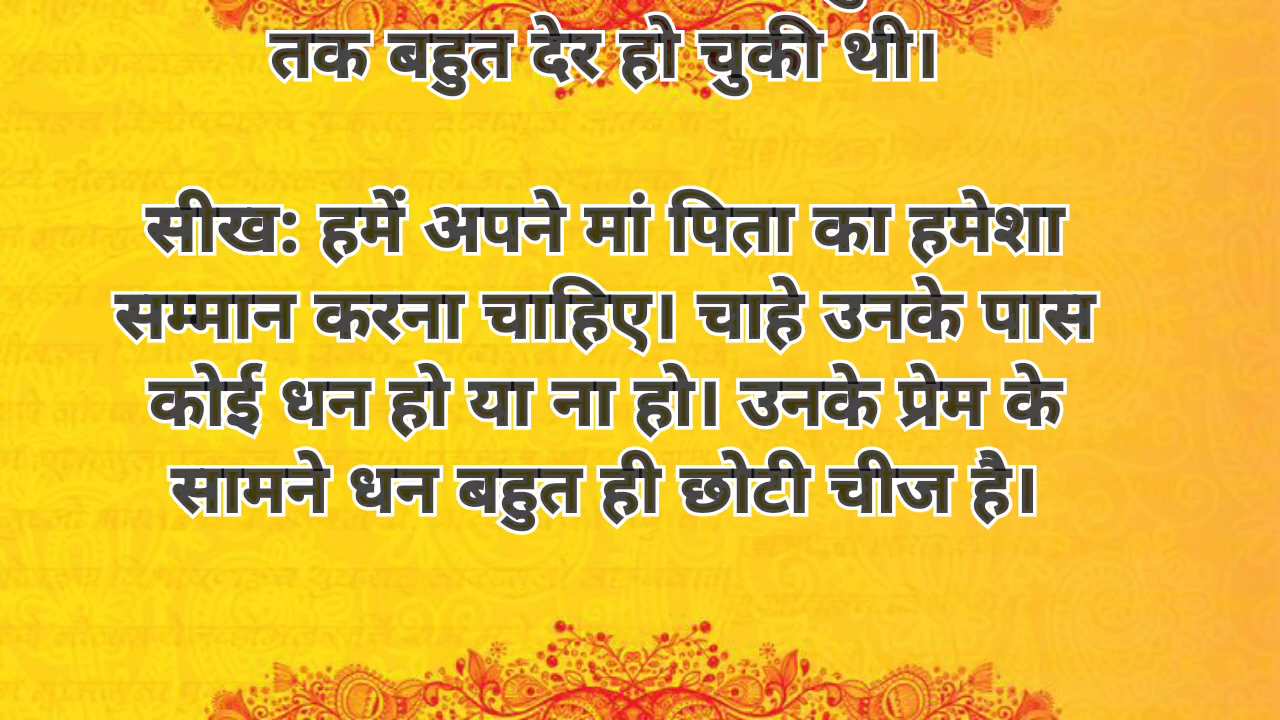 तक बहुत देर हो चुकी थी।
सीख: हमें अपने मां पिता का हमेशा
सम्मान करना चाहिए। चाहे उनके पास
कोई धन हो या ना हो। उनके प्रेम के
सामने धन बहुत ही छोटी चीज है।